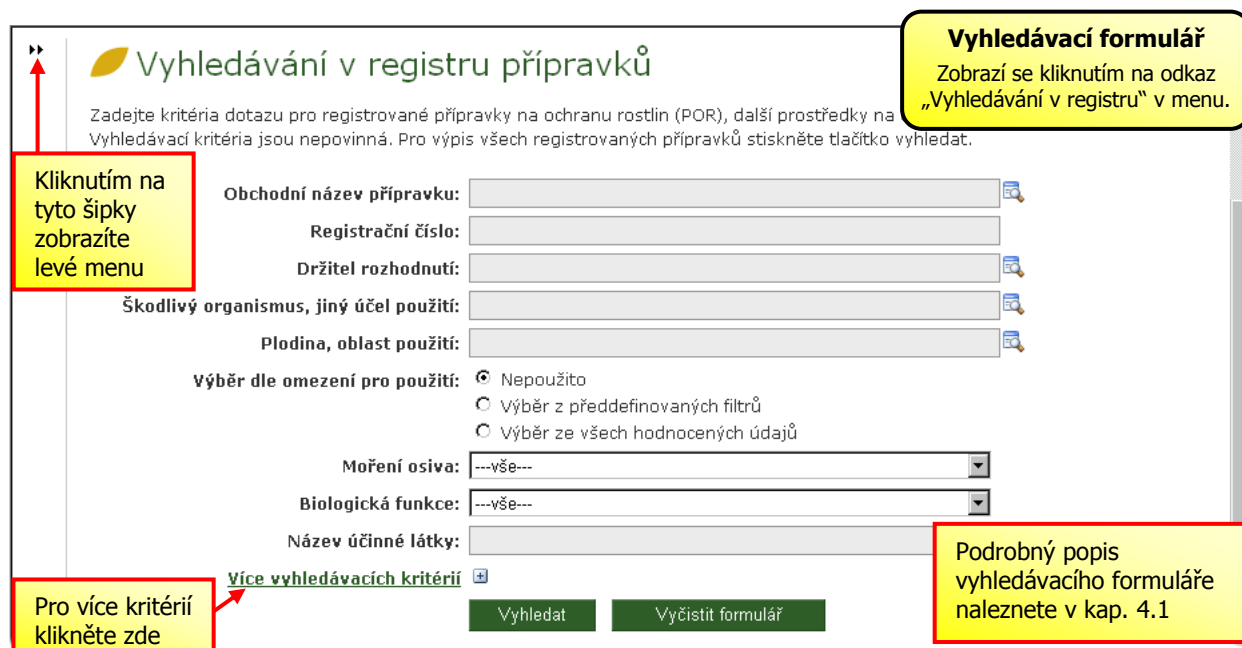 Vyhledávací formulář
Zobrazí se kliknutím na odkaz
„Vyhledávání v registru“ v menu.
Vyhledávání v registru přípravků
Zadejte kritéria dotazu pro registrované přípravky na ochranu rostlin (POR), další prostředky na
Vyhledávací kritéria jsou nepovinná. Pro výpis všech registrovaných přípravků stiskněte tlačítko vyhledat.
Kliknutím na
tyto šipky
zobrazíte
levé menu
Obchodní název přípravku:
Registrační číslo:
Držitel rozhodnutí:
Škodlivý organismus, jiný účel použití:
Plodina, oblast použití:
Výběr dle omezení pro použití: Nepoužito
Výběr z předdefinovaných filtrů
Výběr ze všech hodnocených údajů
Moření osiva: ---vše---
Biologická funkce: ---vše---
Název účinné látky:
Více vyhledávacích kritérií
Vyhledat Vyčistit formulář
Pro více kritérií
klikněte zde
Podrobný popis
vyhledávacího formuláře
naleznete v kap. 4.1